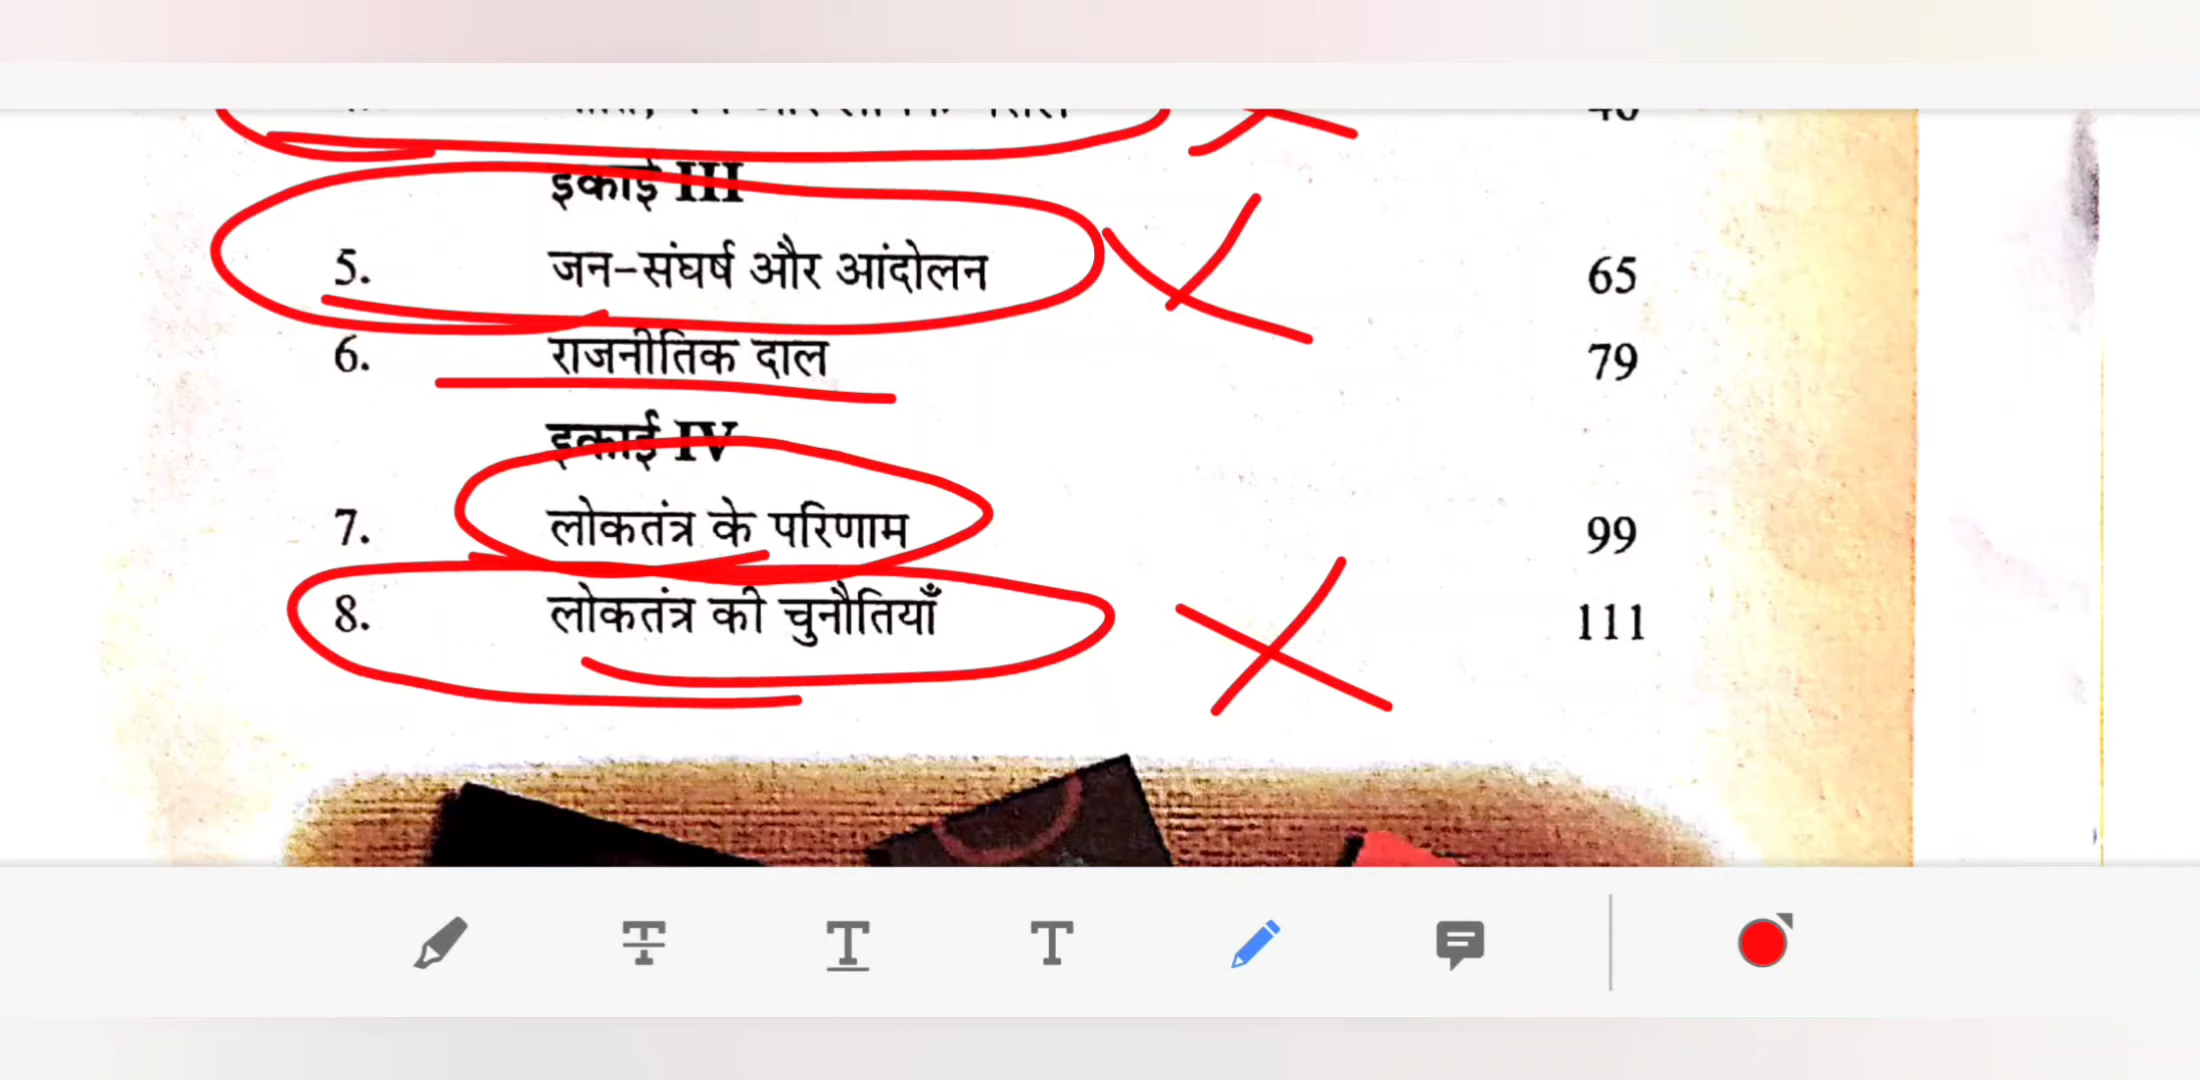 इकाई III
5. जन-संघर्ष और आंदोलन 65
6. राजनीतिक दाल 79
इकाई IV
7. लोकतंत्र के परिणाम 99
8. लोकतंत्र की चुनौतियाँ 111